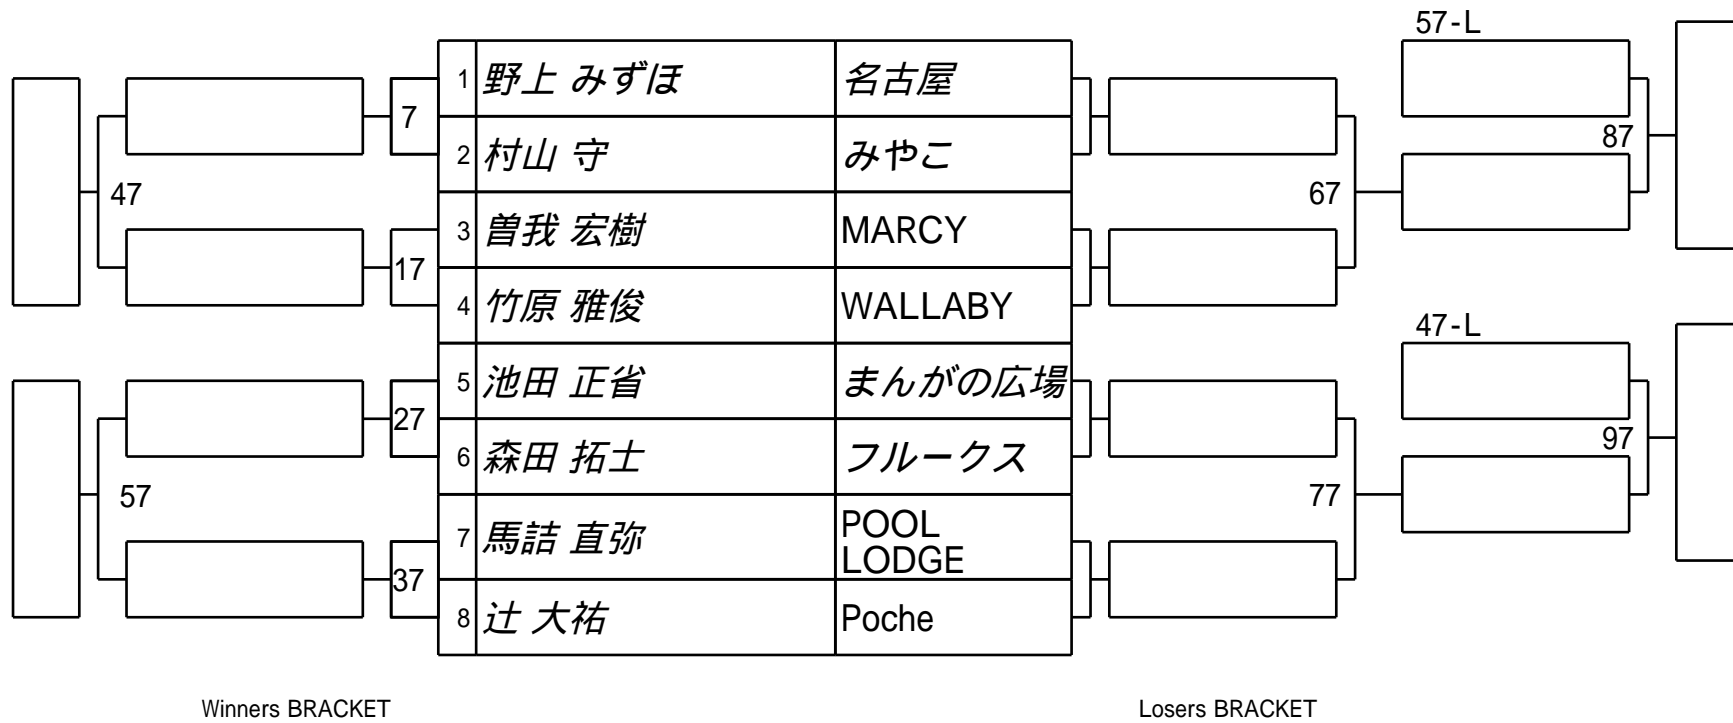 57-L
1 野上 みずほ 名古屋
7
87
2 村山 守 みやこ
47
67
3 曽我 宏樹 MARCY
17
4 竹原 雅俊 WALLABY
47-L
5 池田 正省 まんがの広場
27
97
6 森田 拓士 フルークス
57
77
7 馬詰 直弥 POOL
LODGE
37
8 辻 大祐 Poche
Winners BRACKET
Losers BRACKET